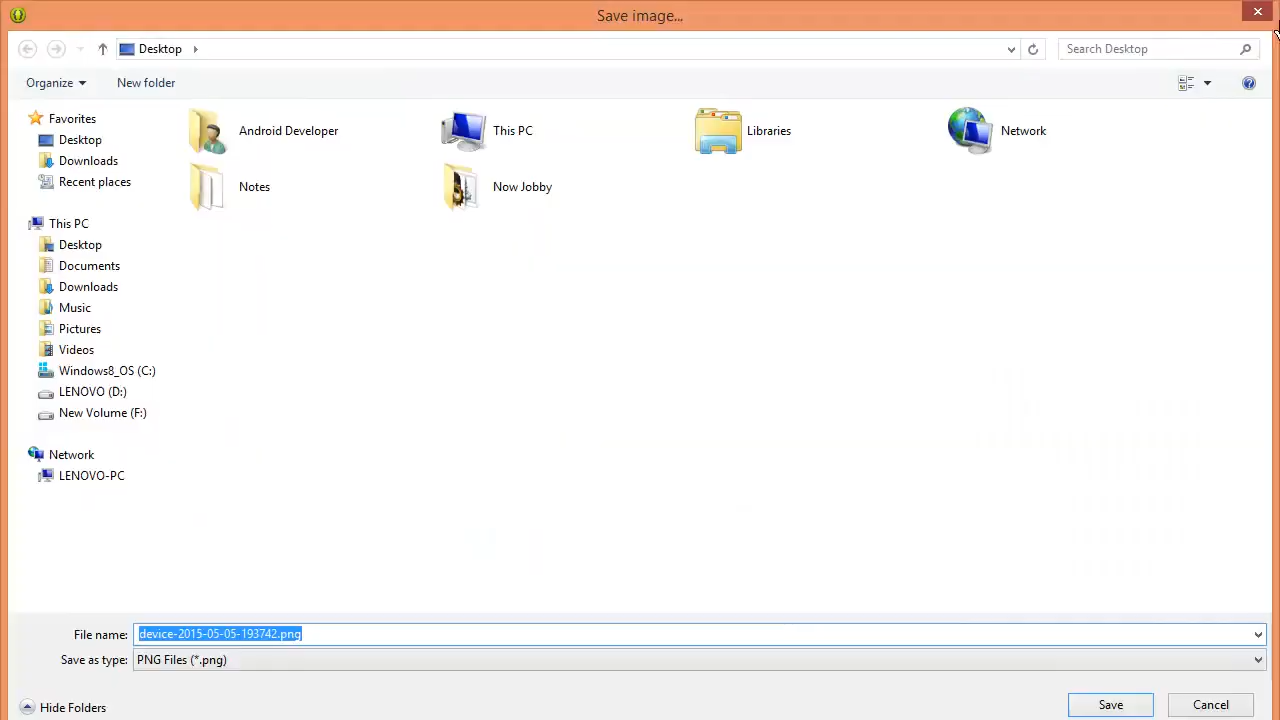 Save image...
Desktop
Search Desktop
Organize
New folder
Favorites
Desktop
Downloads
Recent places
This PC
Desktop
Documents
Downloads
Music
Pictures
Videos
Windows8_OS (C:)
LENOVO (D:)
New Volume (F:)
Network
LENOVO-PC
Android Developer
This PC
Libraries
Network
Notes
Now Jobby
File name: device-2015-05-05-193742.png
Save as type: PNG Files (*.png)
Hide Folders
Save
Cancel